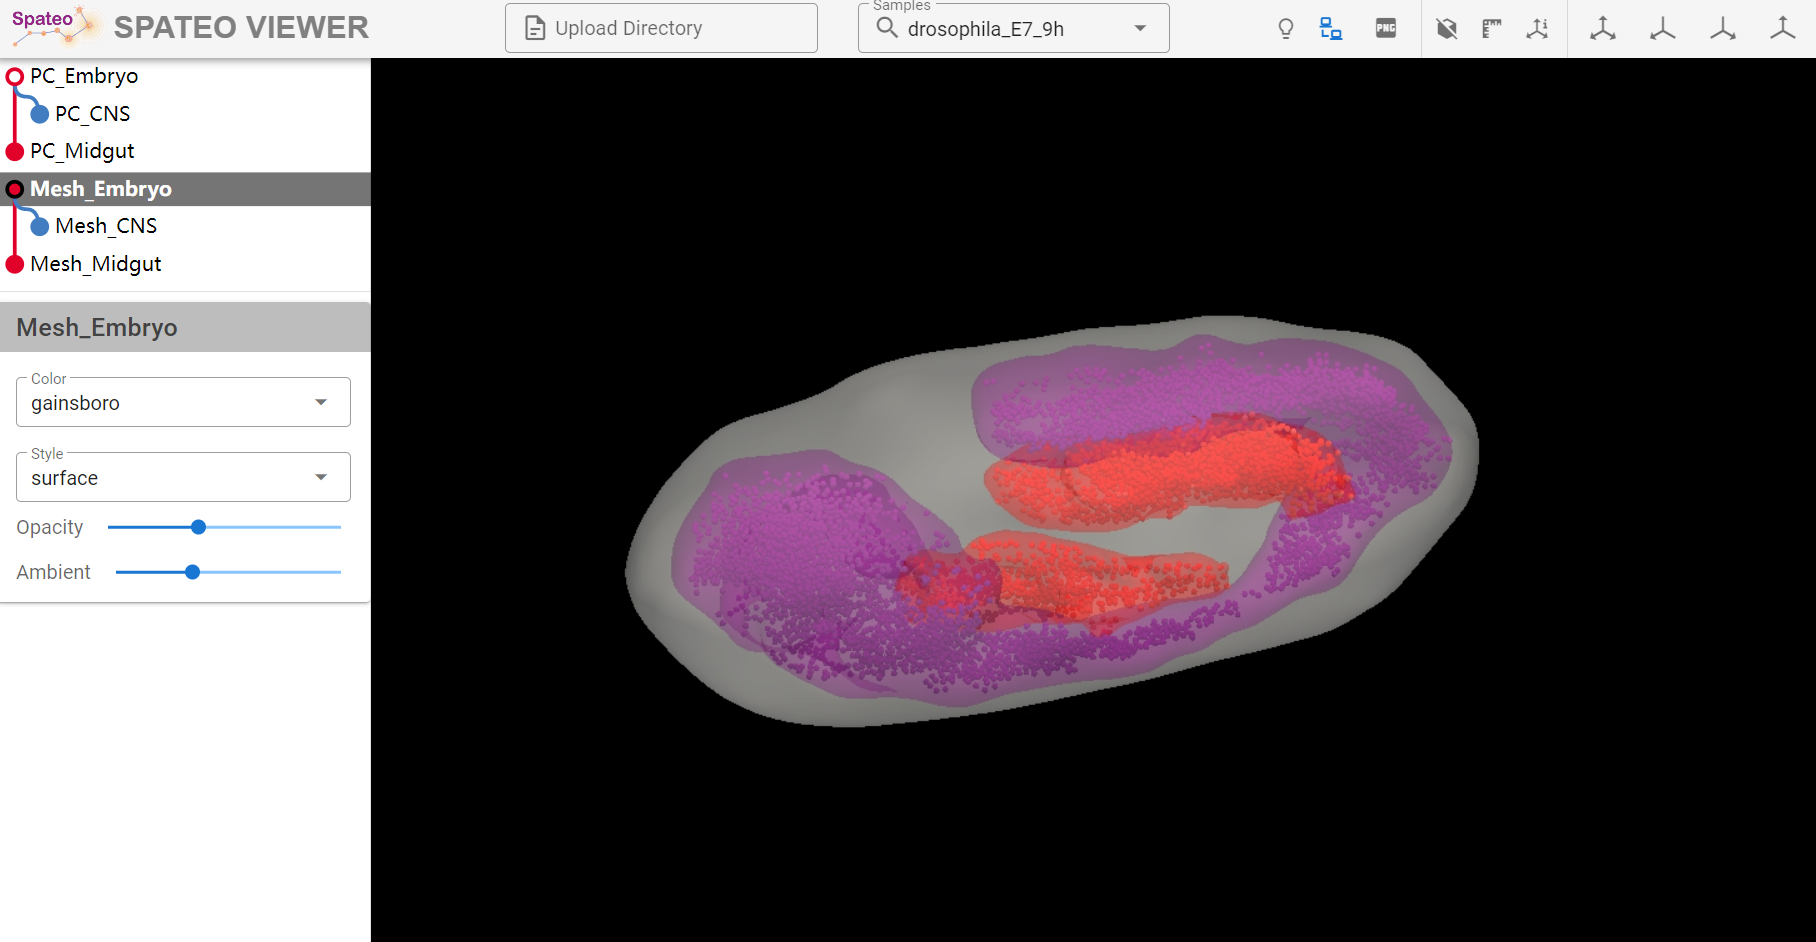 Spateo
SPATEO VIEWER
Upload Directory
Samples
drosophila_E7_9h
PNG
i
PC_Embryo
PC_CNS
PC_Midgut
Mesh_Embryo
Mesh_CNS
Mesh_Midgut
Mesh_Embryo
Color
gainsboro
Style
surface
Opacity
Ambient